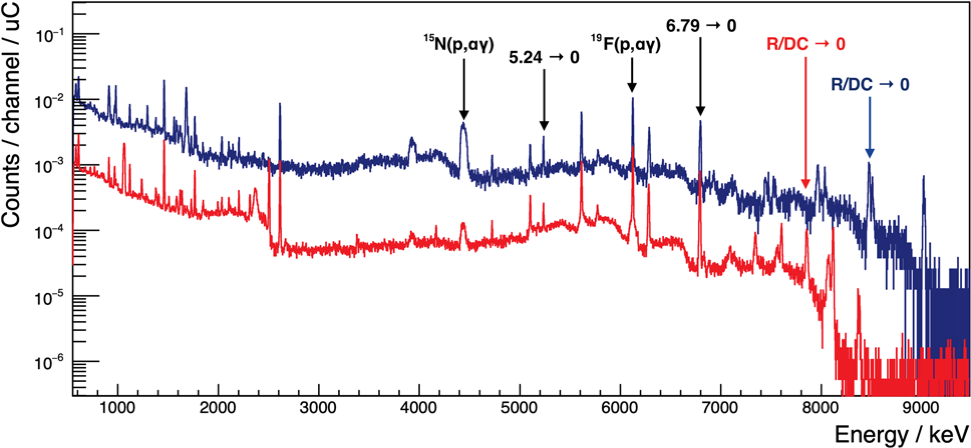 Counts / channel / uC
10⁻¹
10⁻²
10⁻³
10⁻⁴
10⁻⁵
10⁻⁶
¹⁵N(p,αγ)
5.24 → 0
¹⁹F(p,αγ)
6.79 → 0
R/DC → 0
R/DC → 0
1000 2000 3000 4000 5000 6000 7000 8000 9000
Energy / keV